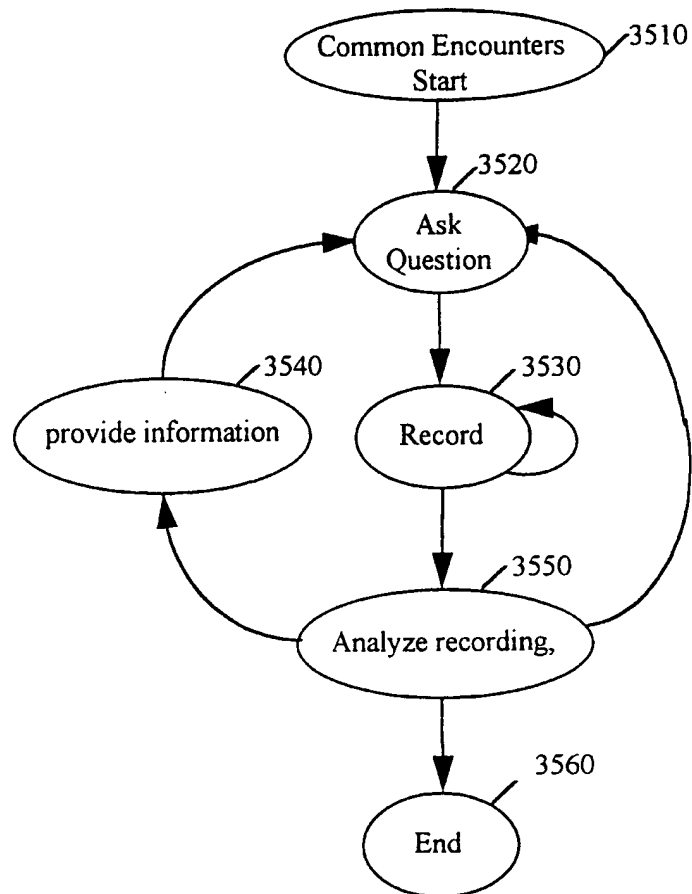 Common Encounters
Start
3510
3520
Ask
Question
3540
provide information
3530
Record
3550
Analyze recording,
3560
End